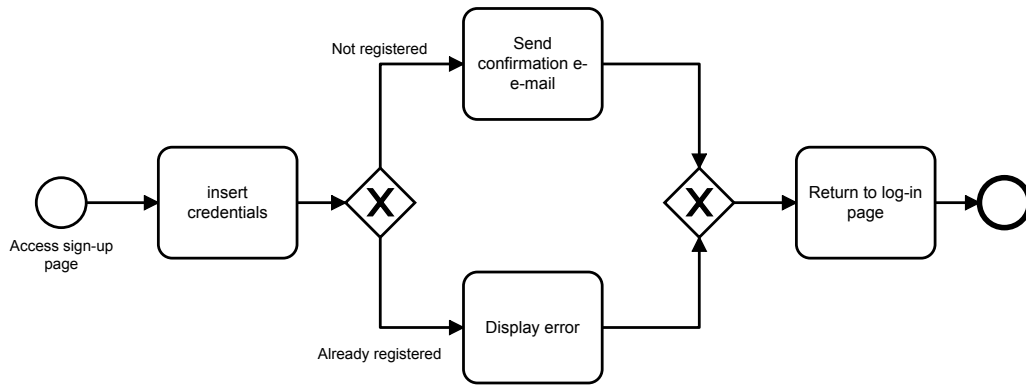 Not registered
Send
confirmation e-
e-mail
insert
credentials
X
X
Return to log-in
page
Access sign-up
page
Display error
Already registered